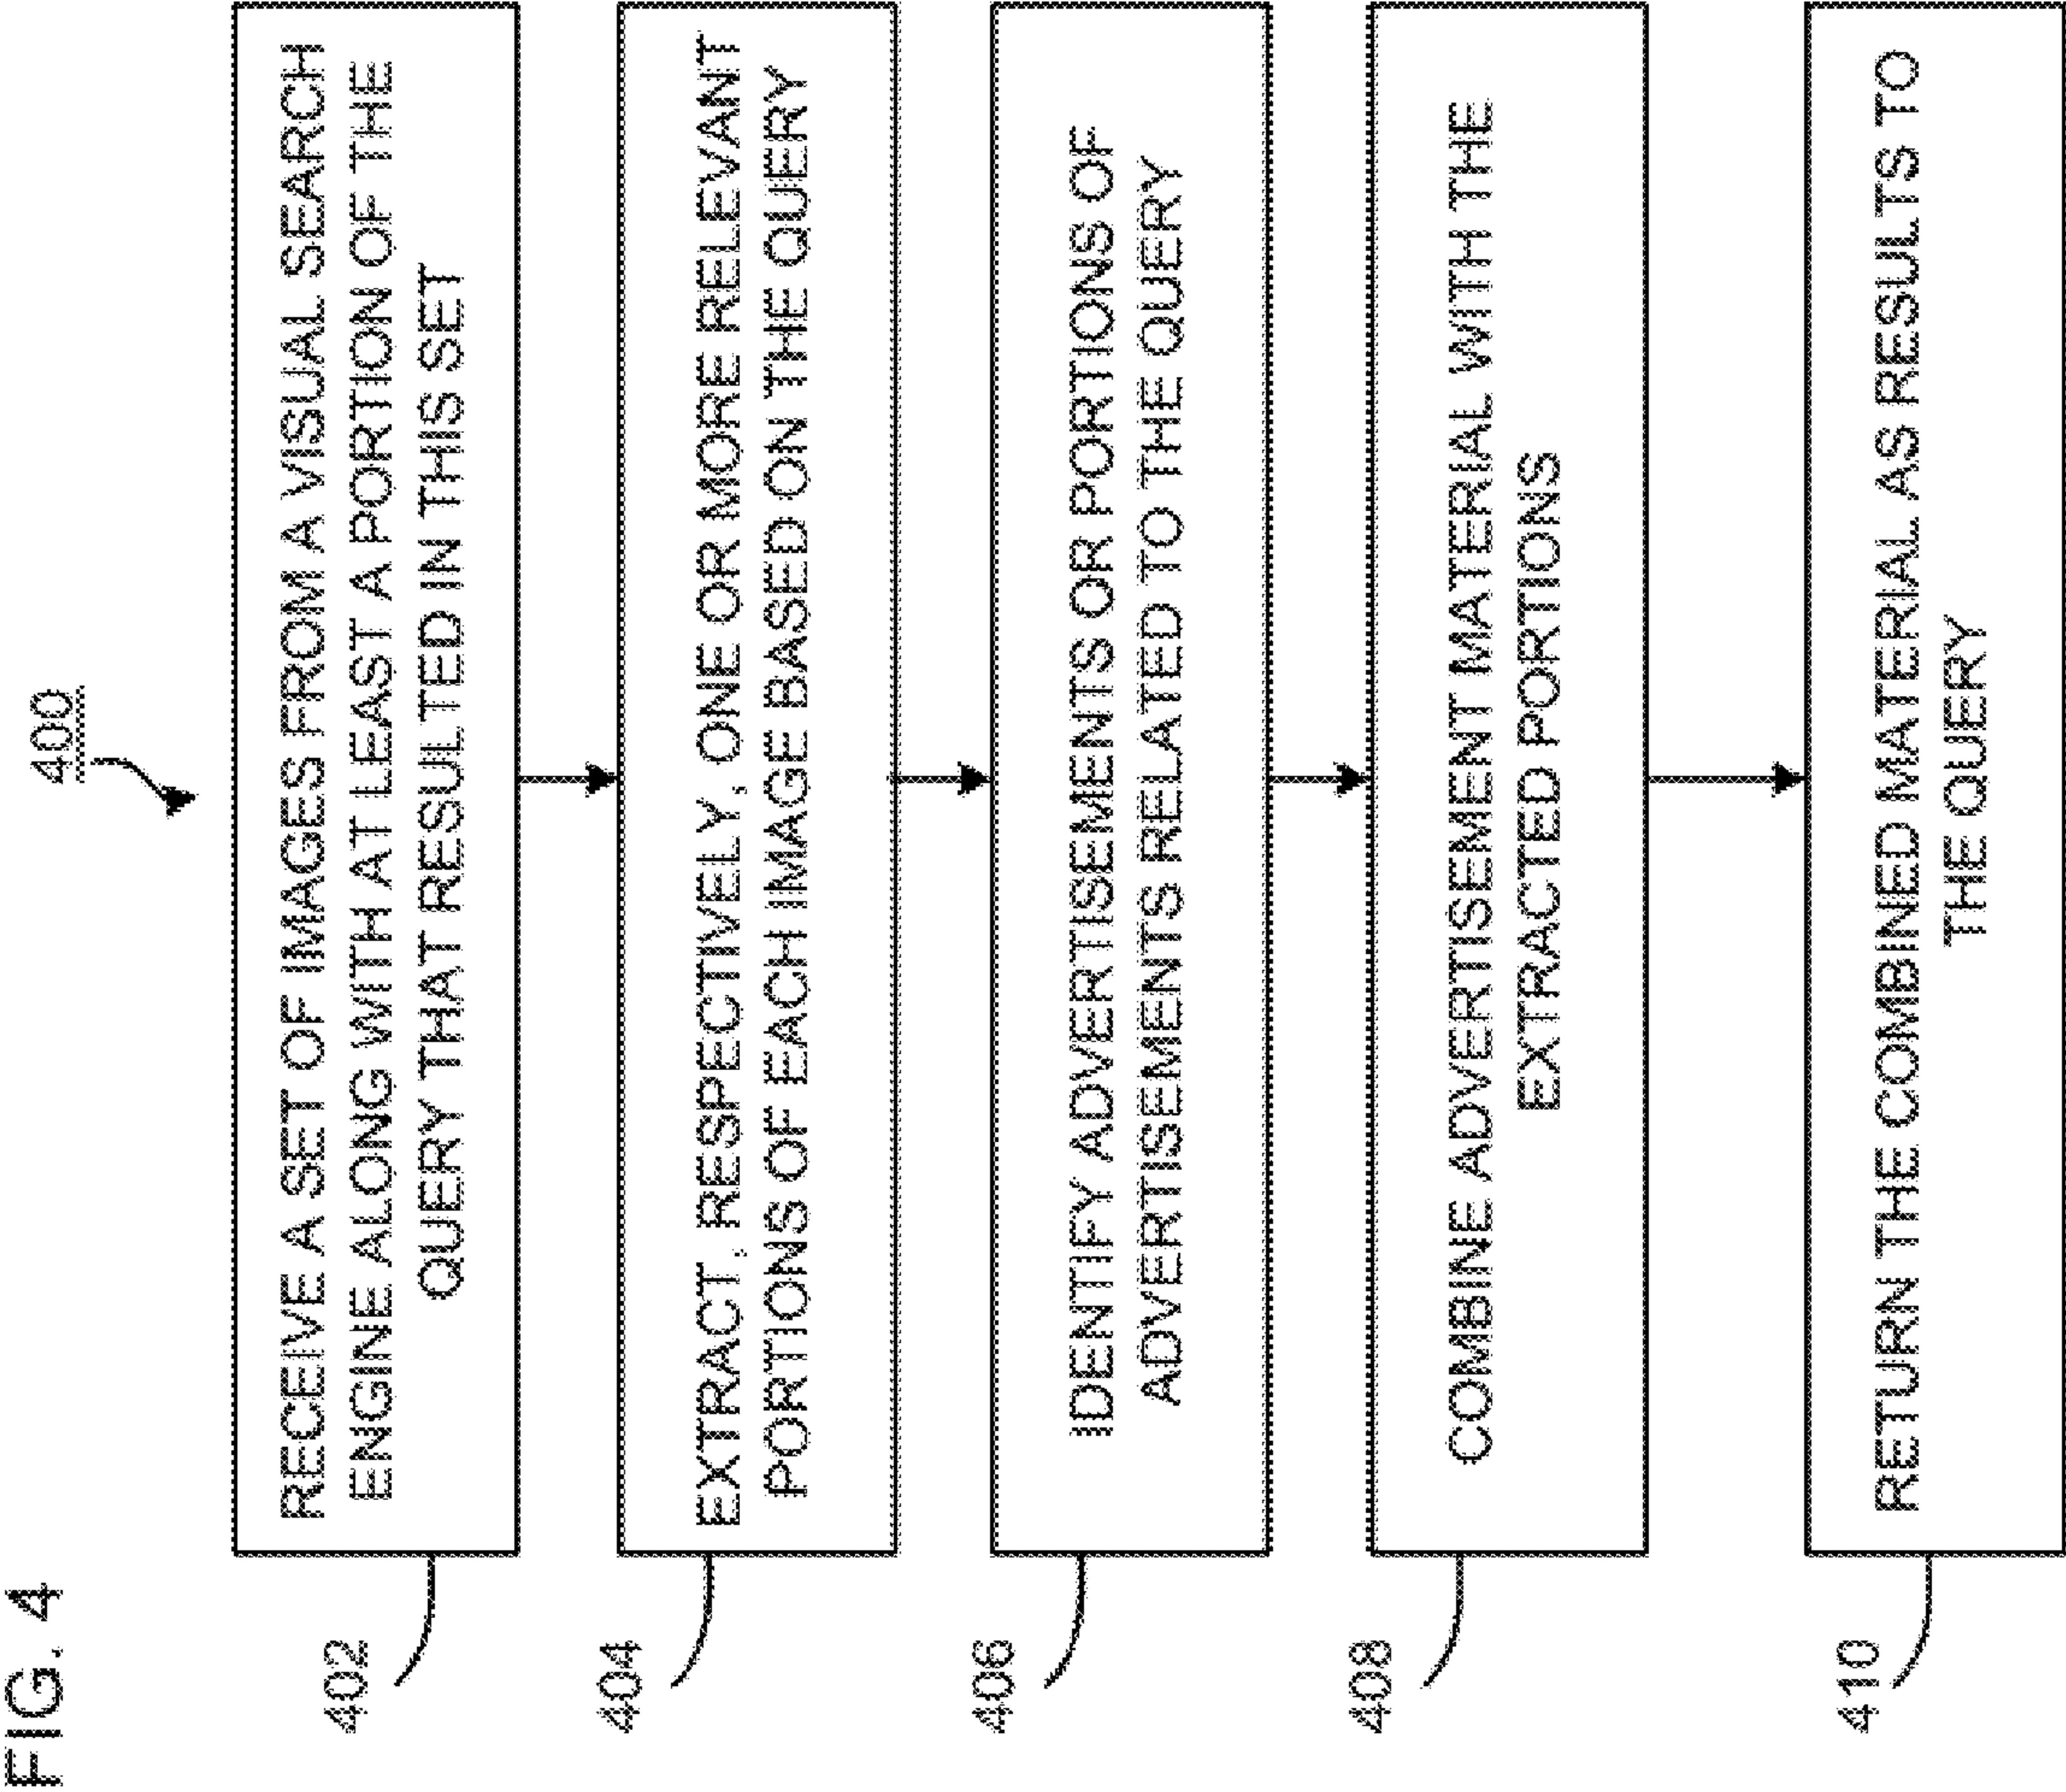 FIG. 4
400
402
RECEIVE A SET OF IMAGES FROM A VISUAL SEARCH
ENGINE ALONG WITH AT LEAST A PORTION OF THE
QUERY THAT RESULTED IN THIS SET
404
EXTRACT, RESPECTIVELY, ONE OR MORE RELEVANT
PORTIONS OF EACH IMAGE BASED ON THE QUERY
406
IDENTIFY ADVERTISEMENTS OR PORTIONS OF
ADVERTISEMENTS RELATED TO THE QUERY
408
COMBINE ADVERTISEMENT MATERIAL WITH THE
EXTRACTED PORTIONS
410
RETURN THE COMBINED MATERIAL AS RESULTS TO
THE QUERY